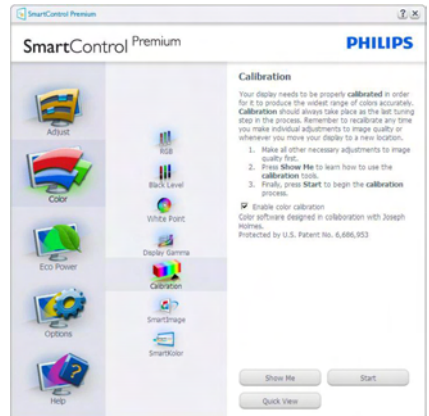 SmartControl Premium
SmartControl Premium
PHILIPS
Adjust
Color
Eco Power
Options
Help
RGB
Black Level
White Point
Display Gamma
Calibration
SmartImage
SmartKolor
Calibration
Your display needs to be properly calibrated in order
for it to produce the widest range of colors accurately.
Calibration should always take place as the last tuning
step in the process. Remember to recalibrate any time
you make individual adjustments to image quality or
whenever you move your display to a new location.
1. Make all other necessary adjustments to image
quality first.
2. Press Show Me to learn how to use the
calibration tools.
3. Finally, press Start to begin the calibration
process.
Enable color calibration
Color software designed in collaboration with Joseph
Holmes.
Protected by U.S. Patent No. 6,686,953
Show Me
Start
Quick View